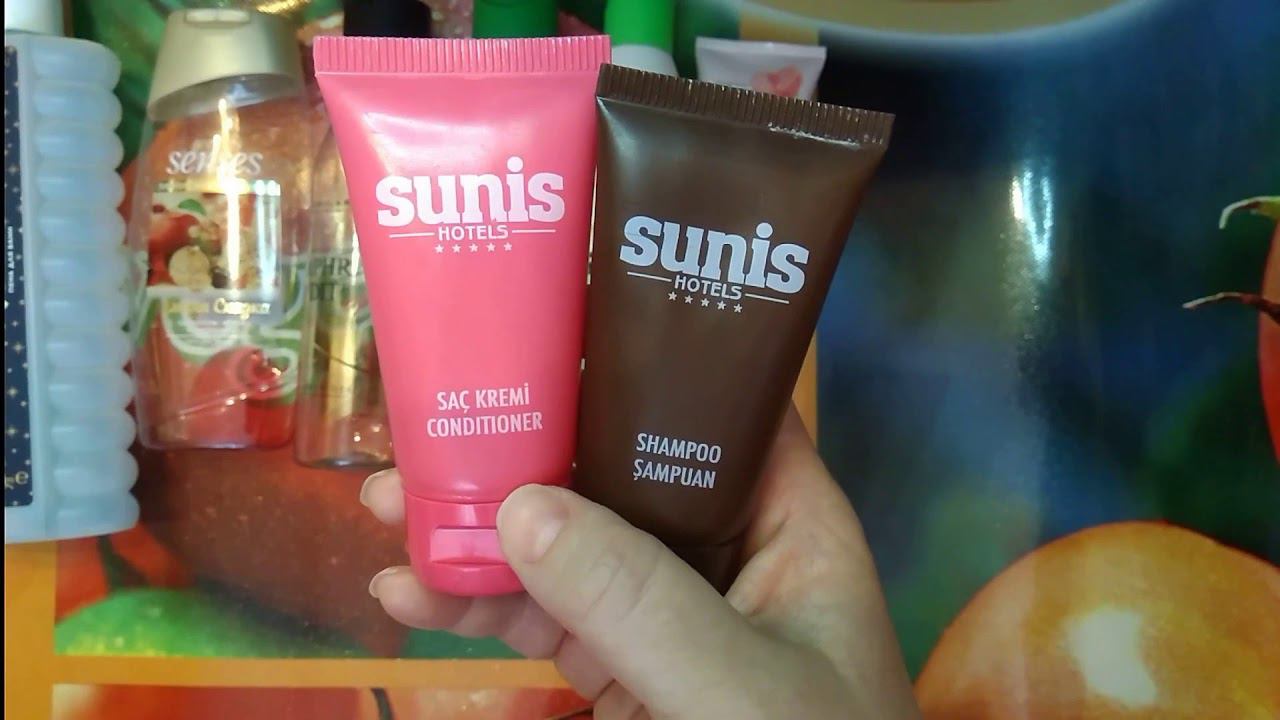 sunis
HOTELS
SAÇ KREMİ
CONDITIONER
sunis
HOTELS
SHAMPOO
ŞAMPUAN
senses